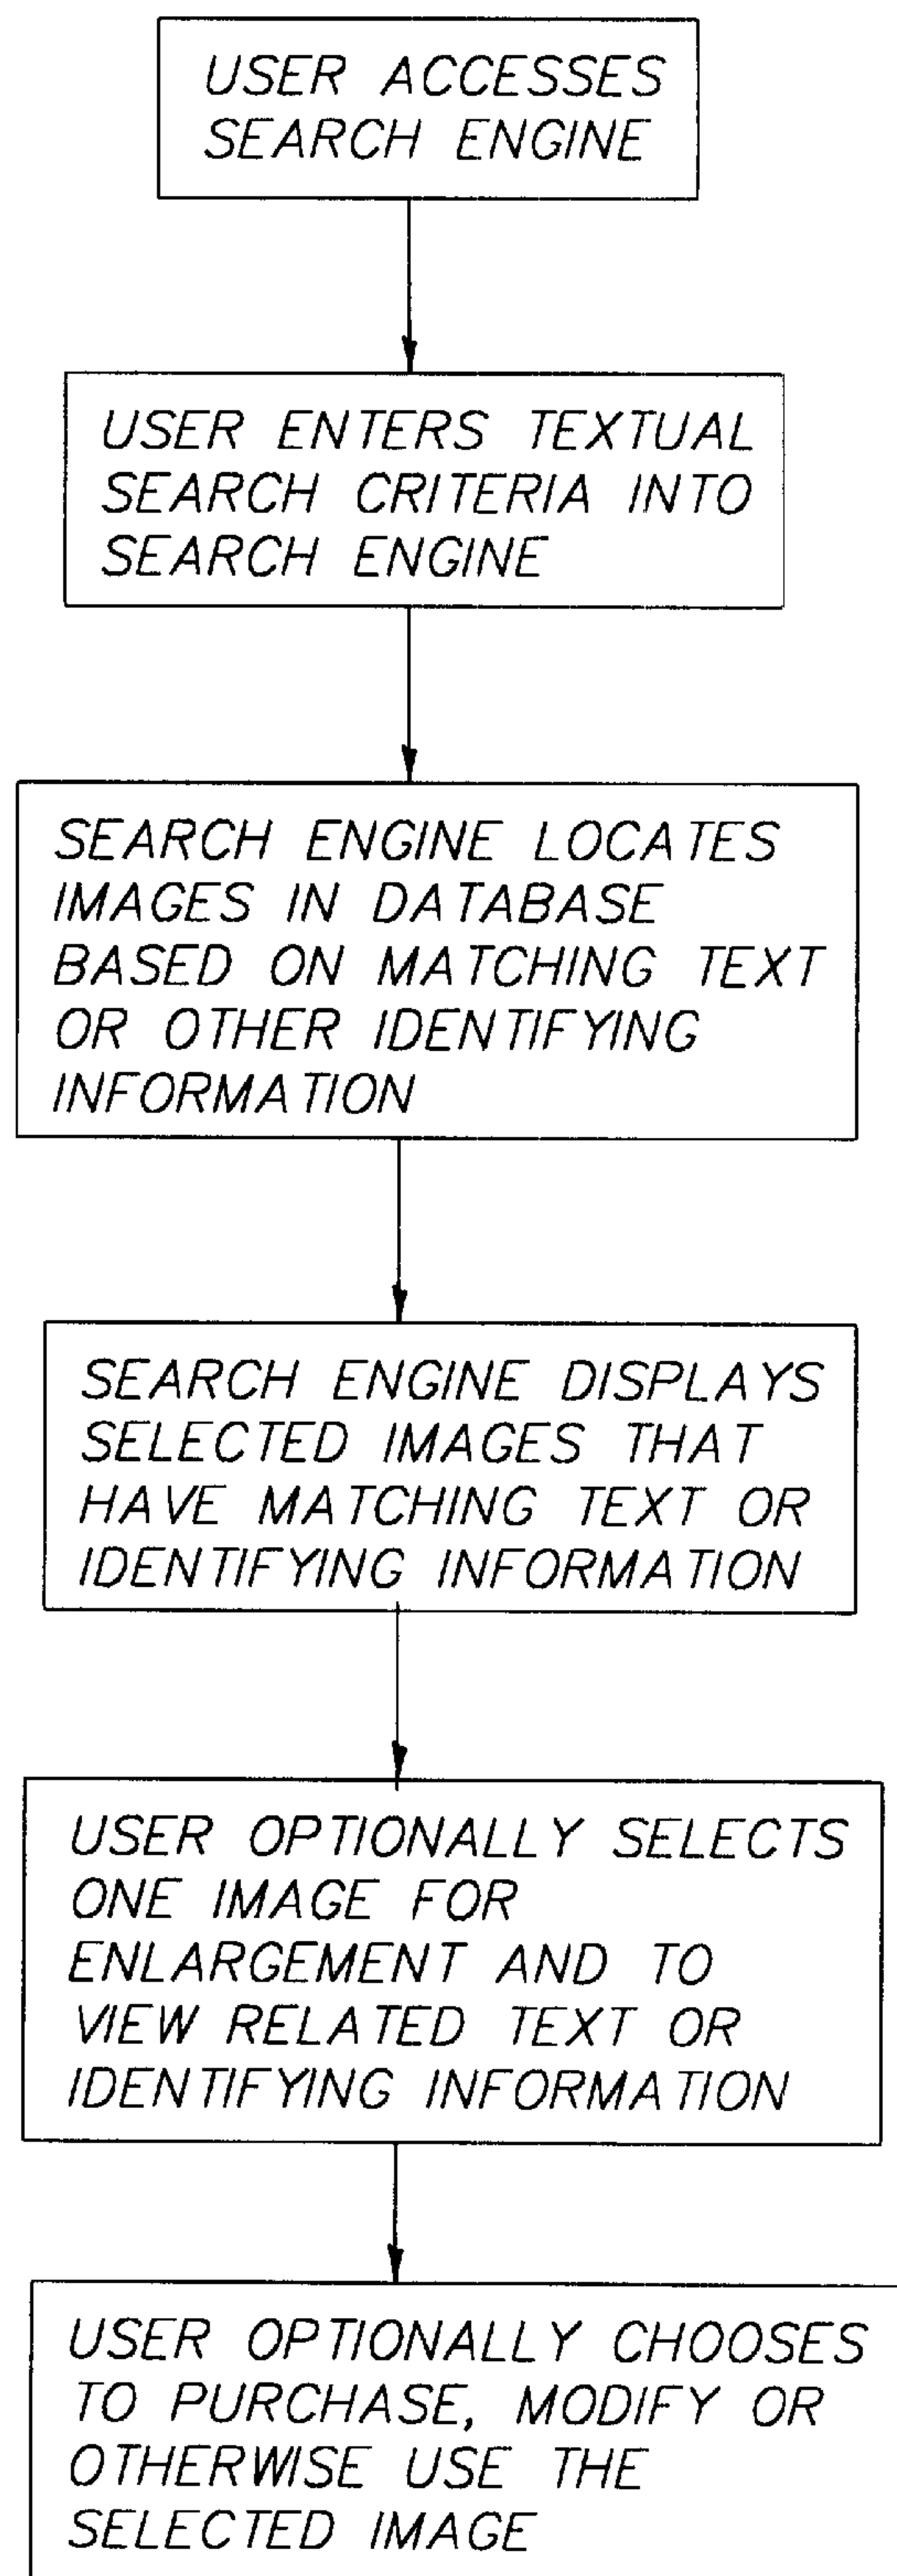 USER ACCESSES
SEARCH ENGINE
USER ENTERS TEXTUAL
SEARCH CRITERIA INTO
SEARCH ENGINE
SEARCH ENGINE LOCATES
IMAGES IN DATABASE
BASED ON MATCHING TEXT
OR OTHER IDENTIFYING
INFORMATION
SEARCH ENGINE DISPLAYS
SELECTED IMAGES THAT
HAVE MATCHING TEXT OR
IDENTIFYING INFORMATION
USER OPTIONALLY SELECTS
ONE IMAGE FOR
ENLARGEMENT AND TO
VIEW RELATED TEXT OR
IDENTIFYING INFORMATION
USER OPTIONALLY CHOOSES
TO PURCHASE, MODIFY OR
OTHERWISE USE THE
SELECTED IMAGE